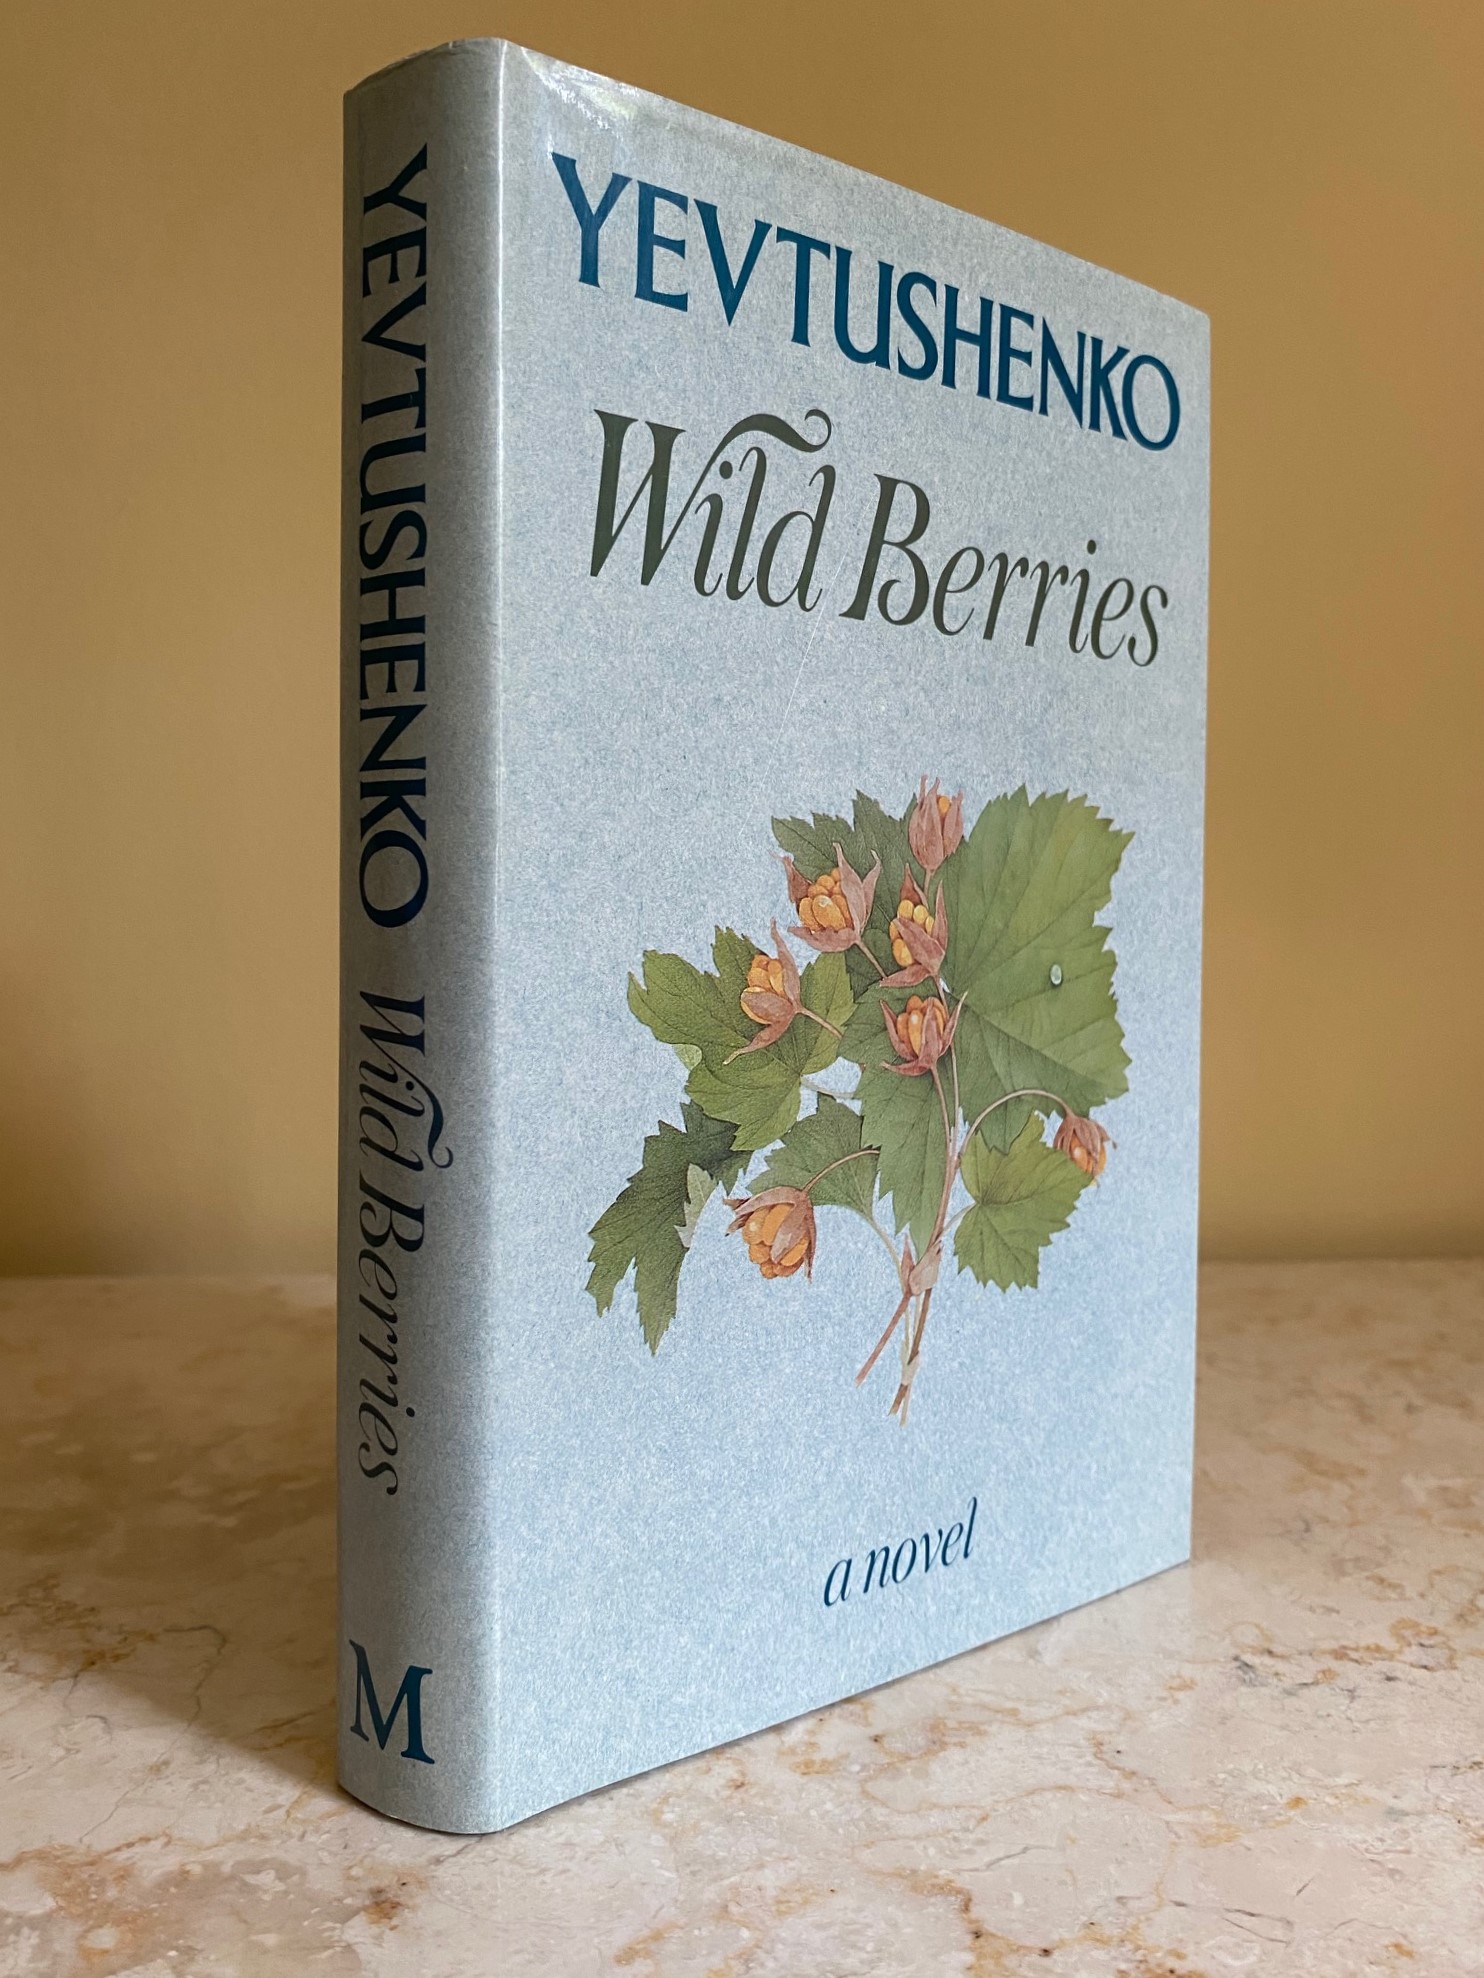 YEVTUSHENKO Wild Berries
M
YEVTUSHENKO
Wild Berries
a novel